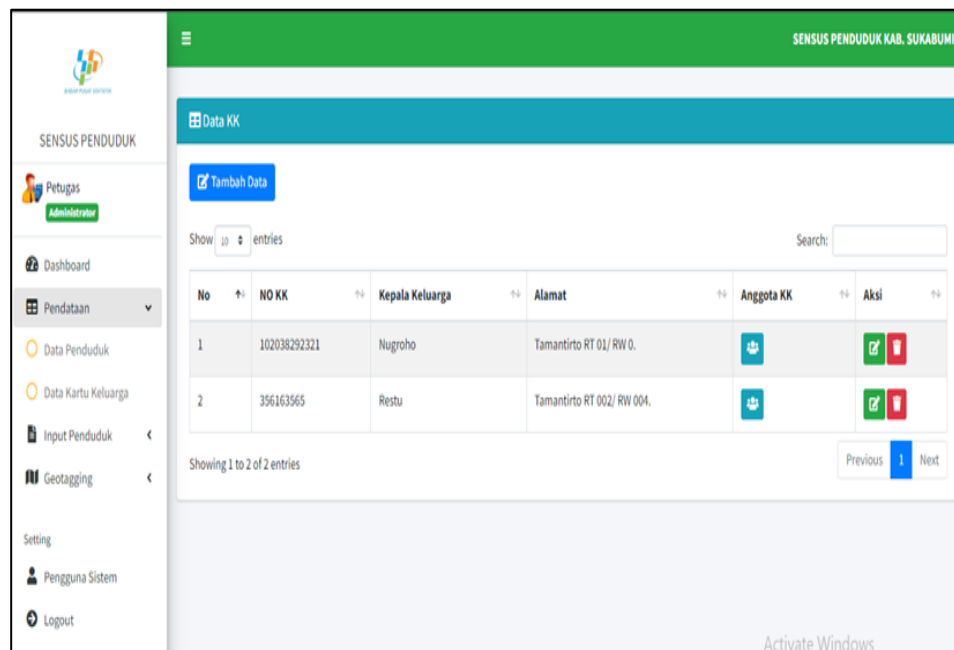 SENSUS PENDUDUK KAB. SUKABUMI
BADAN PUSAT STATISTIK
SENSUS PENDUDUK
Petugas
Administrator
Dashboard
Pendataan
Data Penduduk
Data Kartu Keluarga
Input Penduduk
Geotagging
Setting
Pengguna Sistem
Logout
Data KK
Tambah Data
Show 10 entries
Search:
No NO KK Kepala Keluarga Alamat Anggota KK Aksi
1 102038292321 Nugroho Tamantirto RT 01/ RW 0.
2 356163565 Restu Tamantirto RT 002/ RW 004.
Showing 1 to 2 of 2 entries
Previous 1 Next
Activate Windows